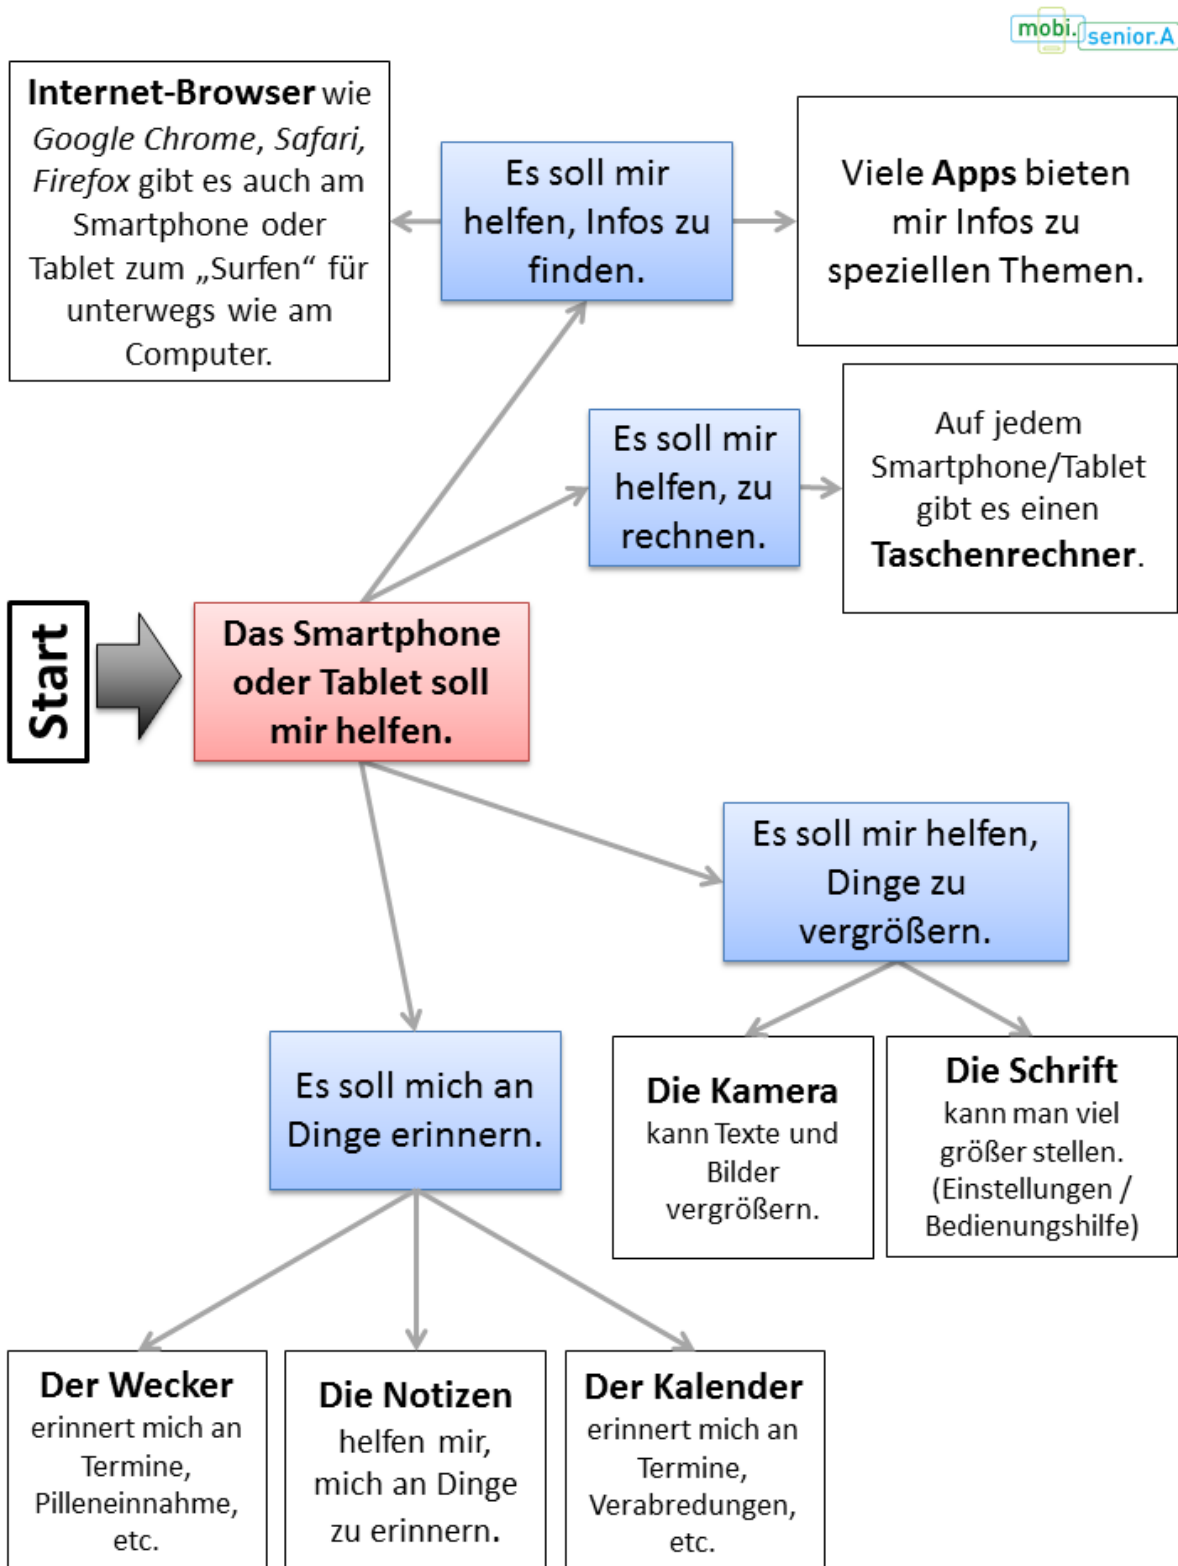 mobi.senior.A
Internet-Browser wie
Google Chrome, Safari,
Firefox gibt es auch am
Smartphone oder
Tablet zum „Surfen“ für
unterwegs wie am
Computer.
Es soll mir
helfen, Infos zu
finden.
Viele Apps bieten
mir Infos zu
speziellen Themen.
Es soll mir
helfen, zu
rechnen.
Auf jedem
Smartphone/Tablet
gibt es einen
Taschenrechner.
Start
Das Smartphone
oder Tablet soll
mir helfen.
Es soll mir helfen,
Dinge zu
vergrößern.
Die Kamera
kann Texte und
Bilder
vergrößern.
Die Schrift
kann man viel
größer stellen.
(Einstellungen /
Bedienungshilfe)
Es soll mich an
Dinge erinnern.
Der Wecker
erinnert mich an
Termine,
Pilleneinnahme,
etc.
Die Notizen
helfen mir,
mich an Dinge
zu erinnern.
Der Kalender
erinnert mich an
Termine,
Verabredungen,
etc.